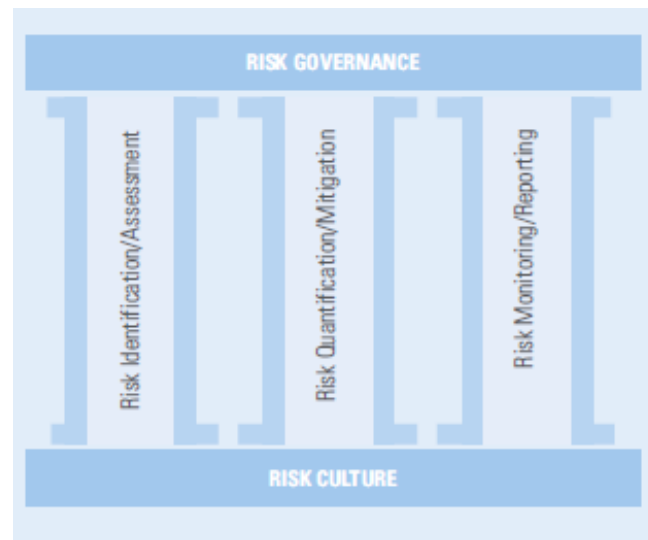 RISK GOVERNANCE
Risk Identification/Assessment
Risk Quantification/Mitigation
Risk Monitoring/Reporting
RISK CULTURE